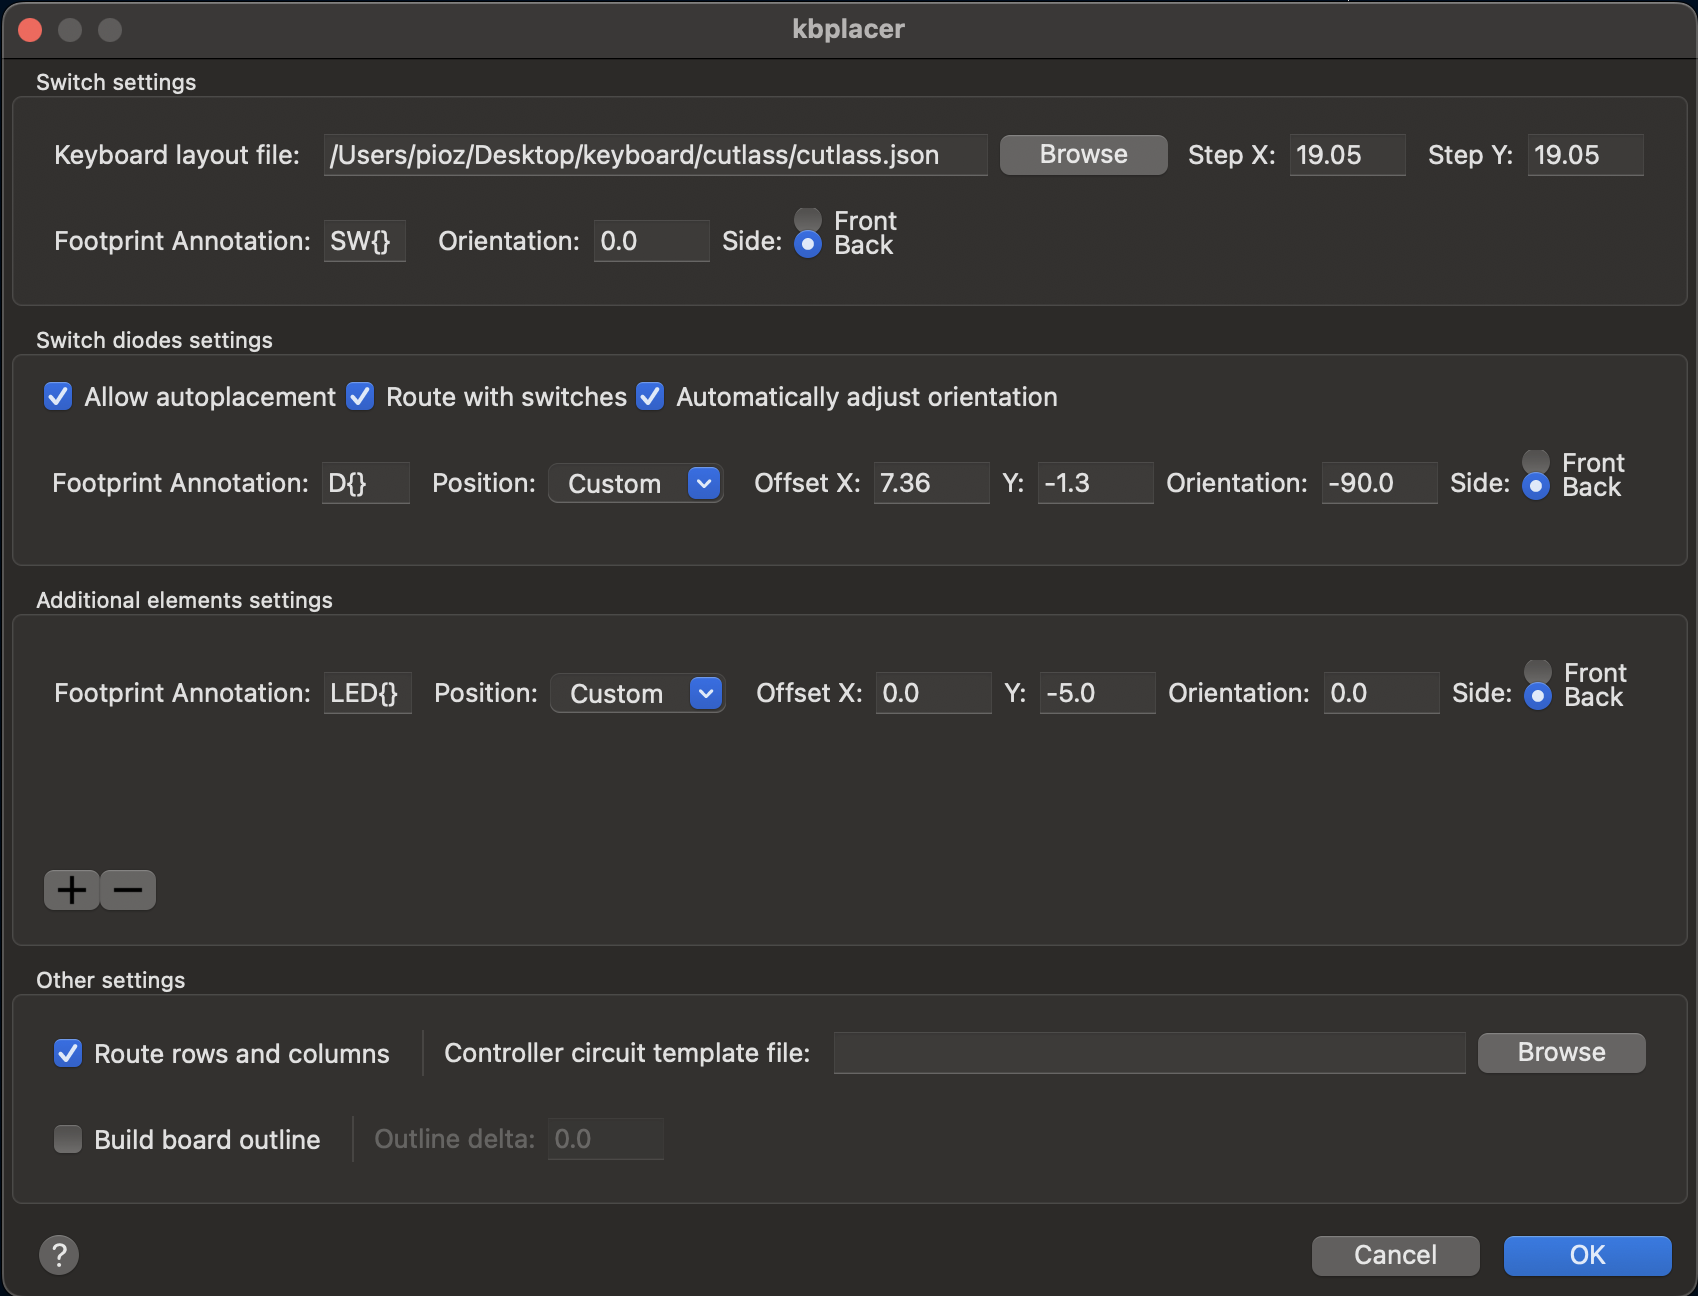 kbplacer
Switch settings
Keyboard layout file: /Users/pioz/Desktop/keyboard/cutlass/cutlass.json Browse Step X: 19.05 Step Y: 19.05
Footprint Annotation: SW{} Orientation: 0.0 Side: Front
Back
Switch diodes settings
Allow autoplacement Route with switches Automatically adjust orientation
Footprint Annotation: D{} Position: Custom Offset X: 7.36 Y: -1.3 Orientation: -90.0 Side: Front
Back
Additional elements settings
Footprint Annotation: LED{} Position: Custom Offset X: 0.0 Y: -5.0 Orientation: 0.0 Side: Front
Back
Other settings
Route rows and columns Controller circuit template file: Browse
Build board outline Outline delta: 0.0
? Cancel OK